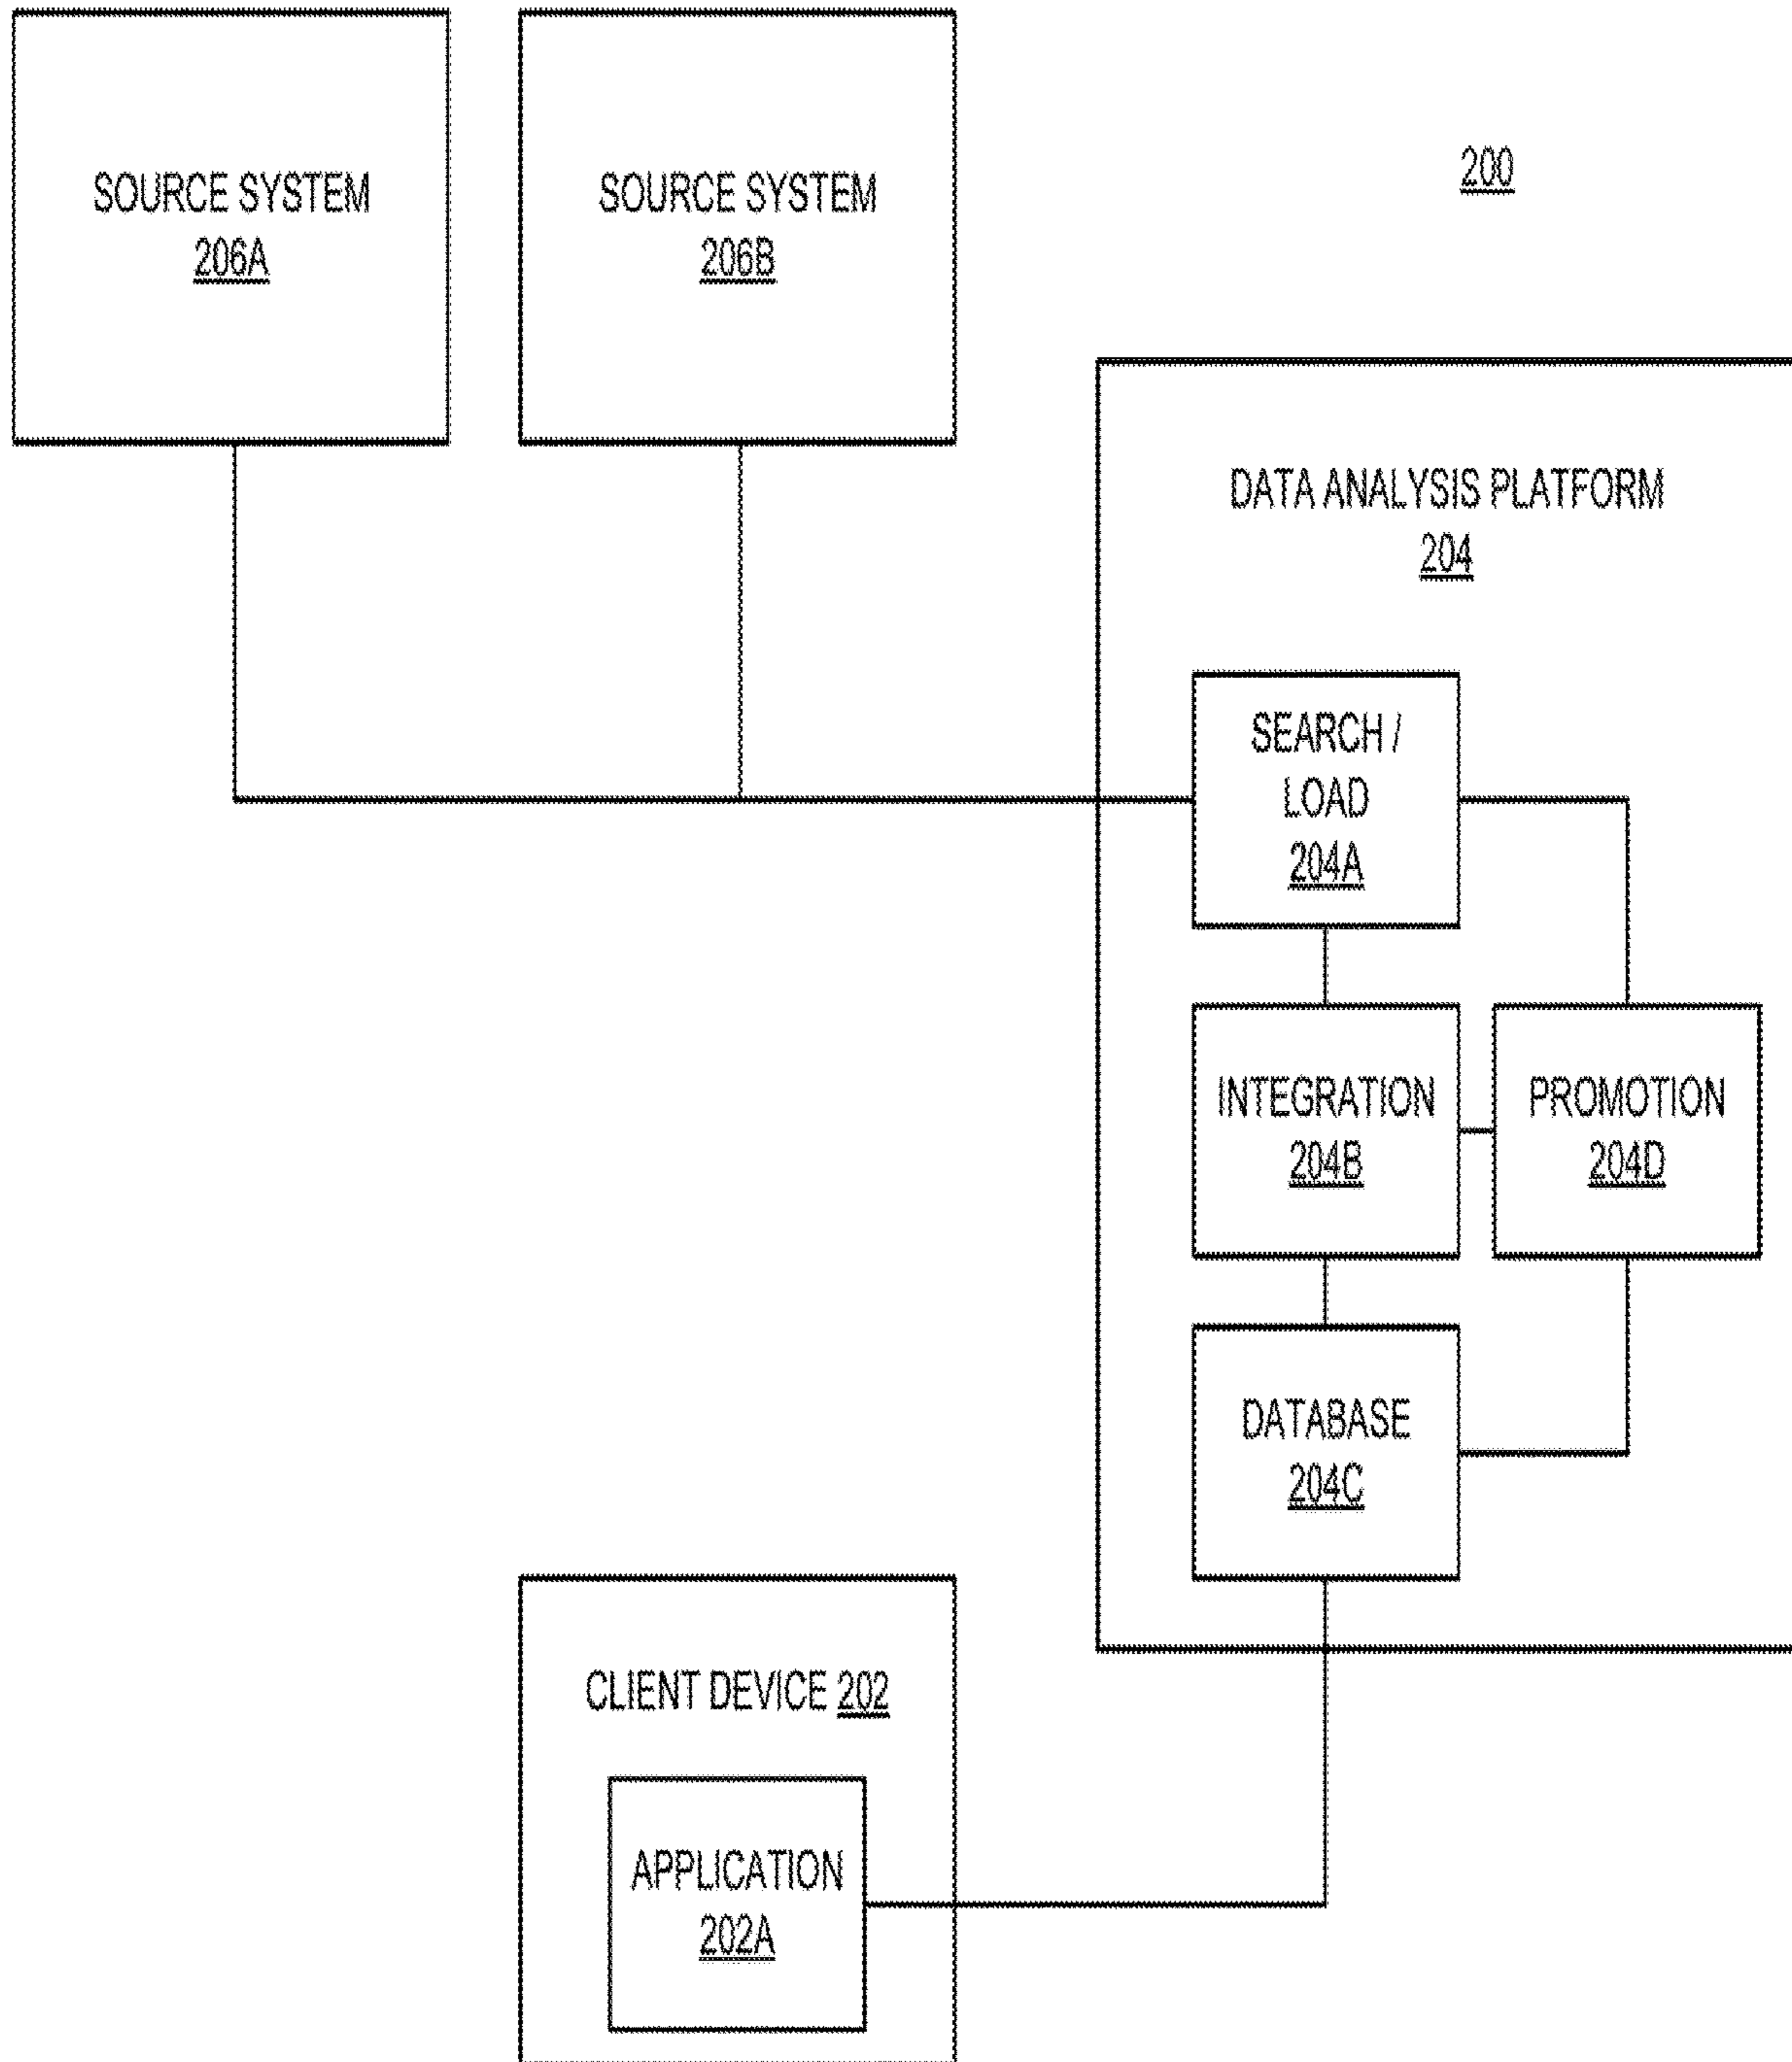 SOURCE SYSTEM
206A
SOURCE SYSTEM
206B
200
DATA ANALYSIS PLATFORM
204
SEARCH /
LOAD
204A
INTEGRATION
204B
PROMOTION
204D
DATABASE
204C
CLIENT DEVICE 202
APPLICATION
202A